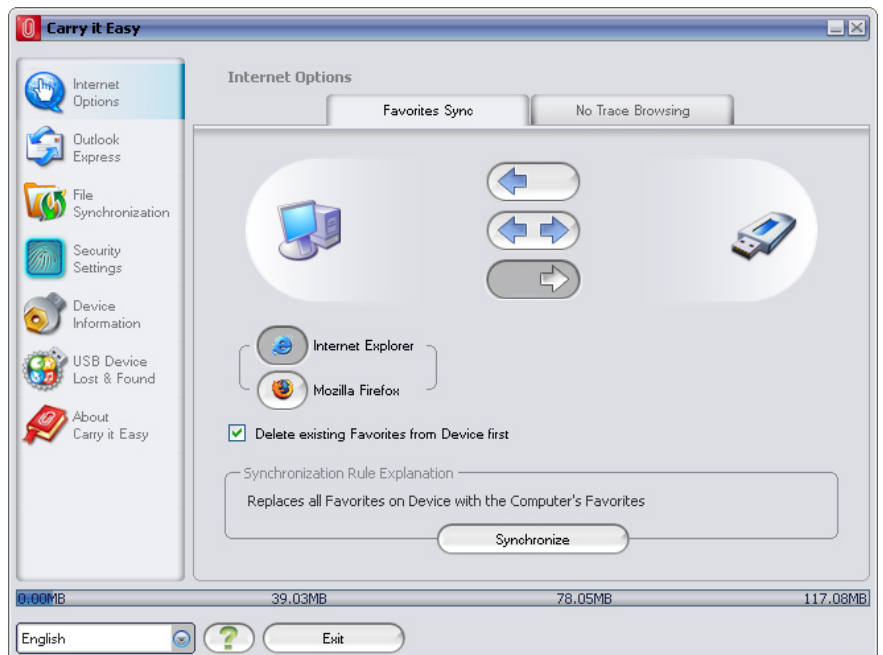 Carry it Easy
Internet
Options
Outlook
Express
File
Synchronization
Security
Settings
Device
Information
USB Device
Lost & Found
About
Carry it Easy
Internet Options
Favorites Sync
No Trace Browsing
Internet Explorer
Mozilla Firefox
Delete existing Favorites from Device first
Synchronization Rule Explanation
Replaces all Favorites on Device with the Computer's Favorites
Synchronize
0.00MB 39.03MB 78.05MB 117.08MB
English
?
Exit